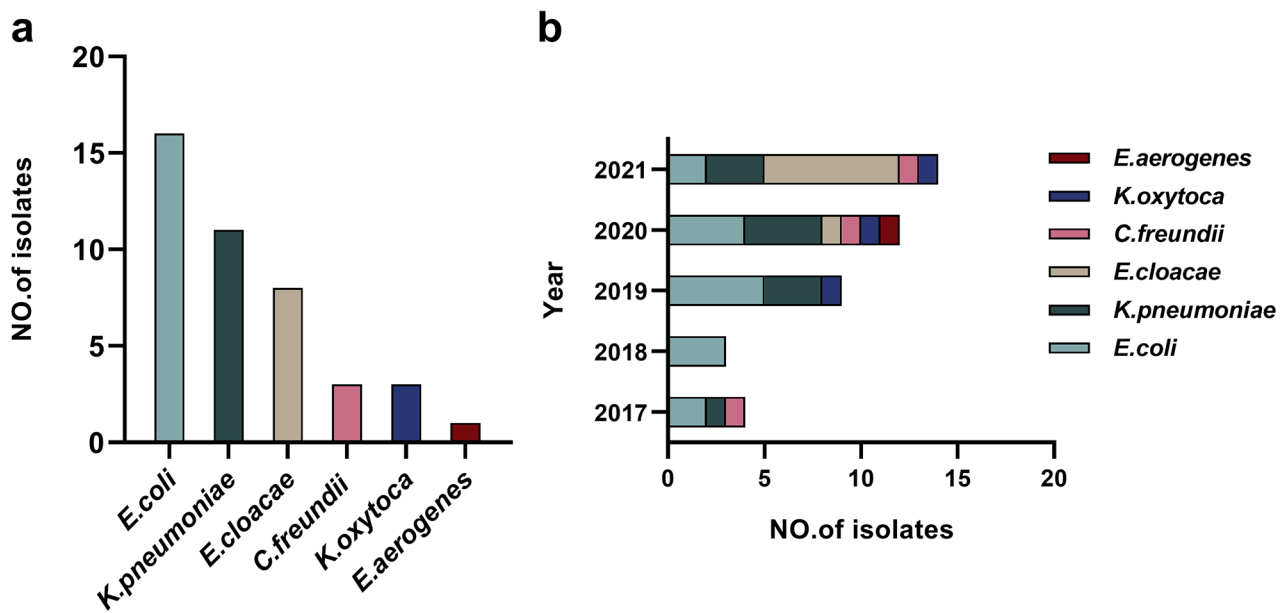 a
NO.of isolates
20
15
10
5
0
E.coli
K.pneumoniae
E.cloacae
C.freundii
K.oxytoca
E.aerogenes
b
Year
2021
2020
2019
2018
2017
0 5 10 15 20
NO.of isolates
E.aerogenes
K.oxytoca
C.freundii
E.cloacae
K.pneumoniae
E.coli